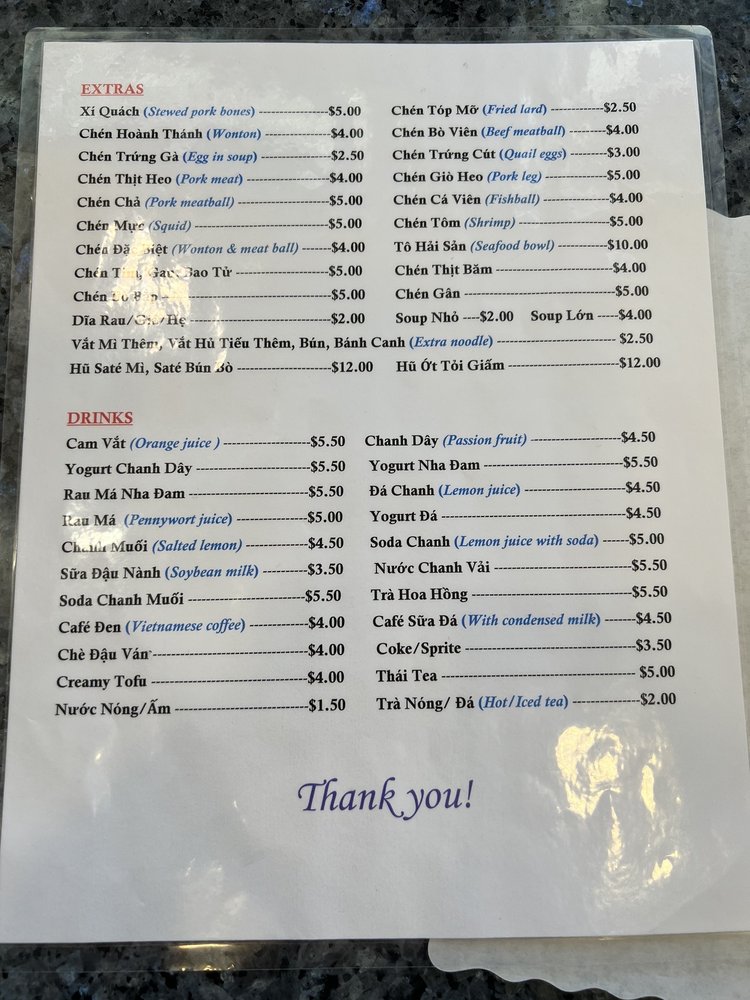 EXTRAS
Xí Quách (Stewed pork bones) ------------------$5.00 Chén Tóp Mỡ (Fried lard) -------------$2.50
Chén Hoành Thánh (Wonton) -----------------$4.00 Chén Bò Viên (Beef meatball) ---------$4.00
Chén Trứng Gà (Egg in soup) -----------------$2.50 Chén Trứng Cút (Quail eggs) ----------$3.00
Chén Thịt Heo (Pork meat) -------------------$4.00 Chén Giò Heo (Pork leg) --------------$5.00
Chén Chả (Pork meatball) --------------------$5.00 Chén Cá Viên (Fishball) --------------$4.00
Chén Mực (Squid) ----------------------------$5.00 Chén Tôm (Shrimp) -------------------$5.00
Chén Đặc Biệt (Wonton & meat ball) -------$4.00 Tô Hải Sản (Seafood bowl) ----------$10.00
Chén Tim, Gan, Bao Tử -----------------------$5.00 Chén Thịt Băm -----------------------$4.00
Chén $5.00 Chén Gân ---------------------------$5.00
Dĩa Rau/Giá/Hẹ ------------------------------$2.00 Soup Nhỏ ----$2.00 Soup Lớn -----$4.00
Vắt Mì Thêm, Vắt Hủ Tiếu Thêm, Bún, Bánh Canh (Extra noodle) ----------------------------- $2.50
Hũ Saté Mì, Saté Bún Bò ---------------------$12.00 Hũ Ớt Tỏi Giấm ---------------------$12.00
DRINKS
Cam Vắt (Orange juice ) ---------------------$5.50 Chanh Dây (Passion fruit) --------------------$4.50
Yogurt Chanh Dây ---------------------------$5.50 Yogurt Nha Đam -----------------------------$5.50
Rau Má Nha Đam ----------------------------$5.50 Đá Chanh (Lemon juice) ---------------------$4.50
Rau Má (Pennywort juice) -------------------$5.00 Yogurt Đá -----------------------------------$4.50
Chanh Muối (Salted lemon) -----------------$4.50 Soda Chanh (Lemon juice with soda) ------$5.00
Sữa Đậu Nành (Soybean milk) --------------$3.50 Nước Chanh Vải ----------------------------$5.50
Soda Chanh Muối ---------------------------$5.50 Trà Hoa Hồng ------------------------------$5.50
Café Đen (Vietnamese coffee) ---------------$4.00 Café Sữa Đá (With condensed milk) -------$4.50
Chè Đậu Ván --------------------------------$4.00 Coke/Sprite ---------------------------------$3.50
Creamy Tofu --------------------------------$4.00 Thái Tea ------------------------------------- $5.00
Nước Nóng/Ấm -----------------------------$1.50 Trà Nóng/ Đá (Hot/Iced tea) ----------------$2.00
Thank you!